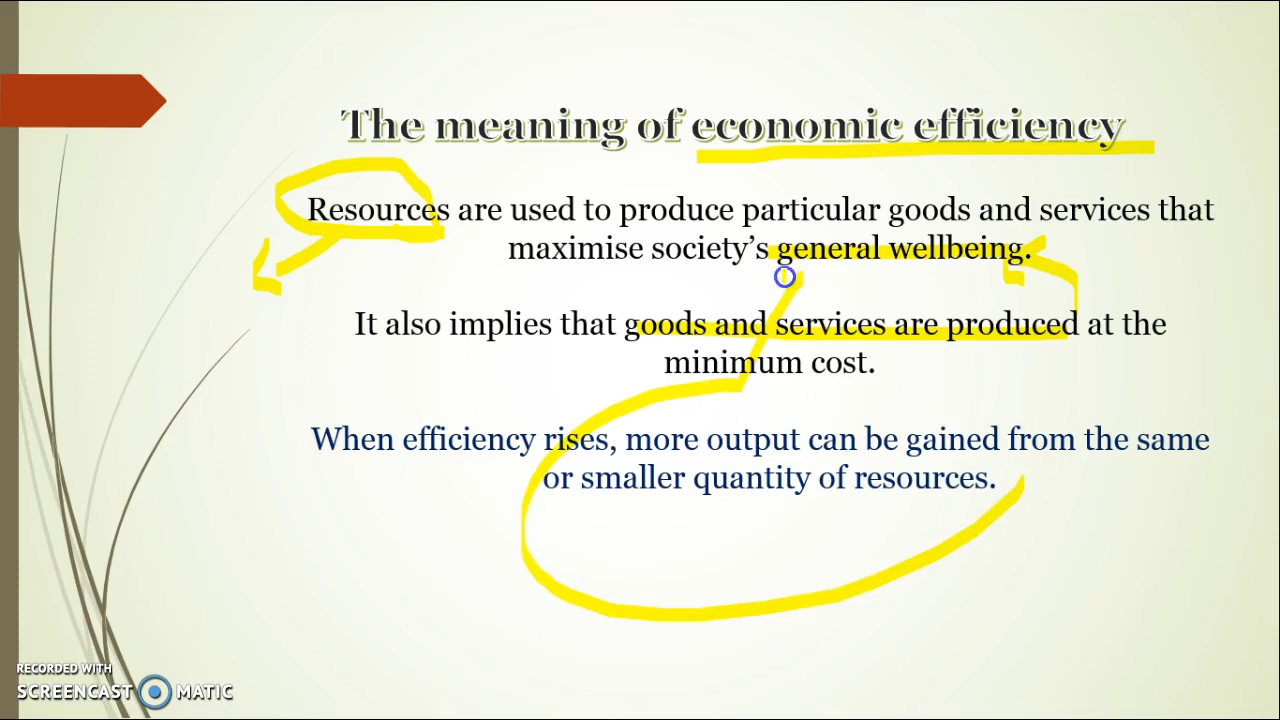 The meaning of economic efficiency
Resources are used to produce particular goods and services that
maximise society's general wellbeing.
It also implies that goods and services are produced at the
minimum cost.
When efficiency rises, more output can be gained from the same
or smaller quantity of resources.
RECORDED WITH
SCREENCAST MATIC